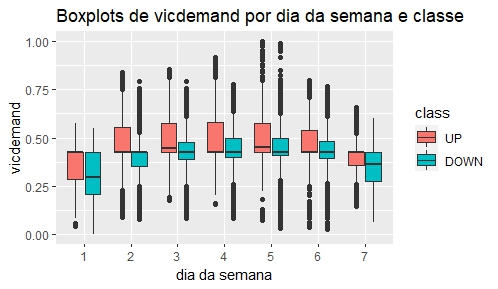 Boxplots de vicdemand por dia da semana e classe
1.00
0.75
0.50
0.25
0.00
vicdemand
1 2 3 4 5 6 7
dia da semana
class
UP
DOWN